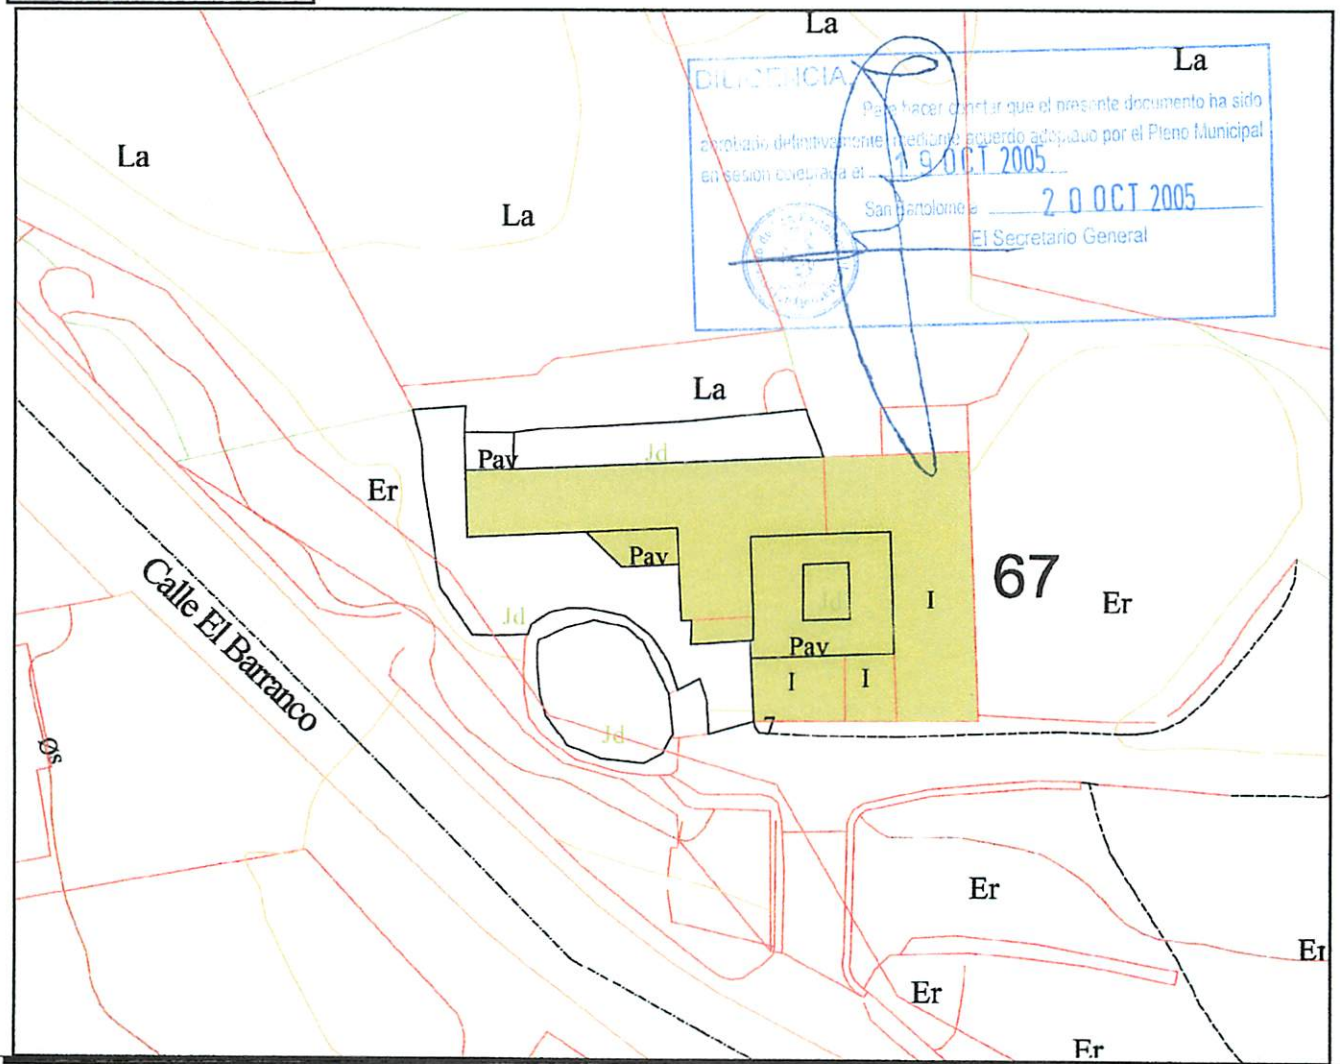 La
La
DILIGENCIA
Para hacer constar que el presente documento ha sido
aprobado definitivamente, mediante acuerdo adoptado por el Pleno Municipal
en sesión celebrada el 19 OCT 2005
San Bartolomé a 20 OCT 2005
El Secretario General
La
La
La
Pav
Jd
Er
Pav
67
Jd
I
Er
Jd
Pav
I
I
Calle El Barranco
7
Jd
Øs
Er
Er
Er
Er